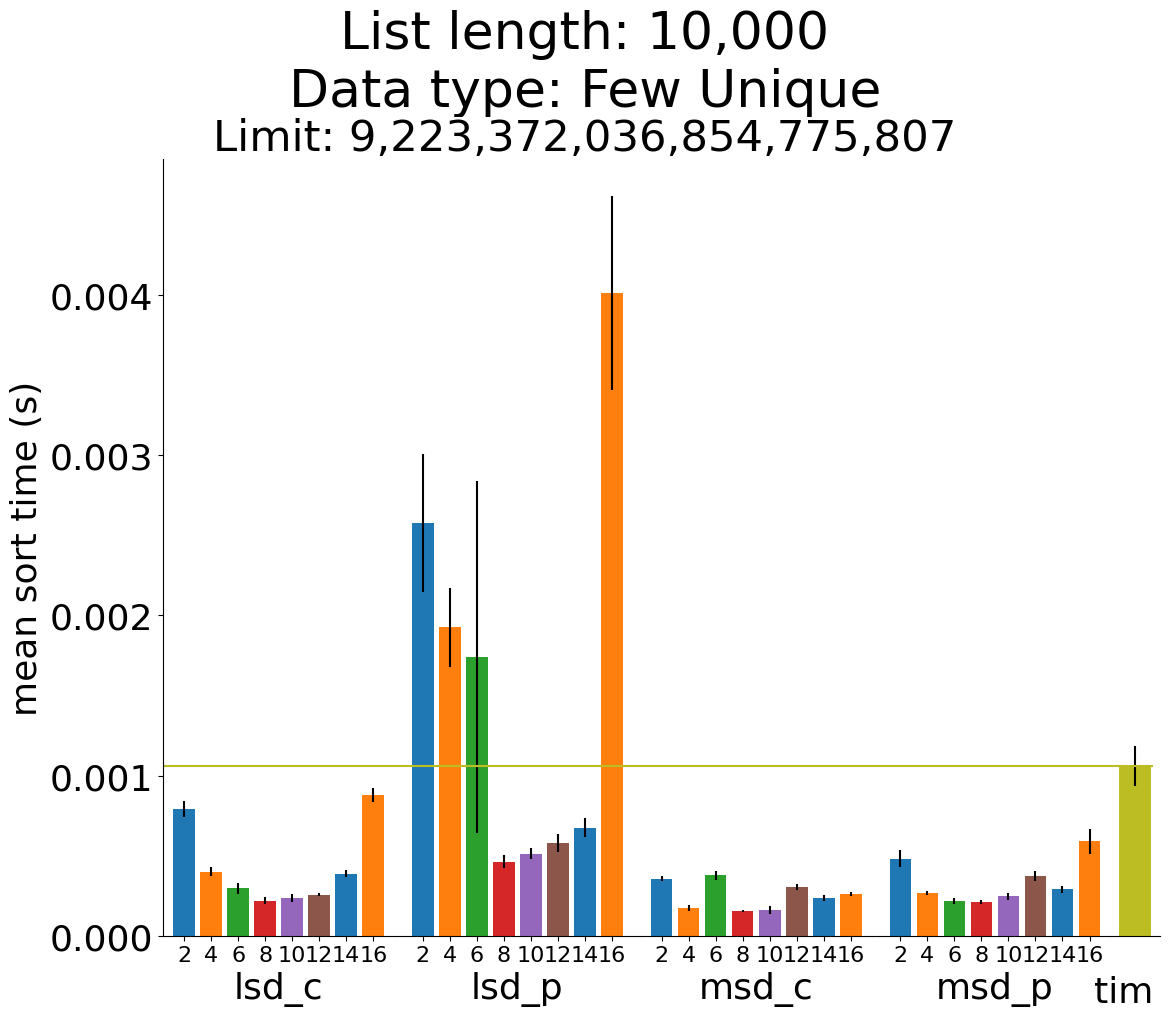 List length: 10,000
Data type: Few Unique
Limit: 9,223,372,036,854,775,807
mean sort time (s)
0.004
0.003
0.002
0.001
0.000
2 4 6 8 10 12 14 16 2 4 6 8 10 12 14 16 2 4 6 8 10 12 14 16 2 4 6 8 10 12 14 16
lsd_c lsd_p msd_c msd_p tim